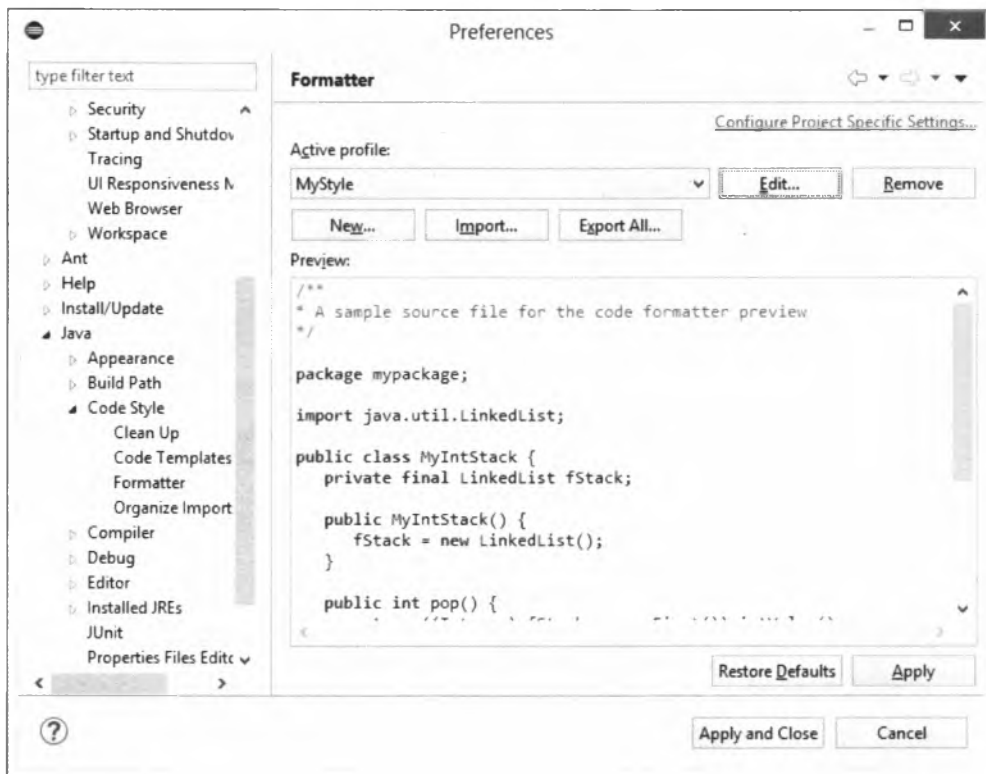 Preferences
type filter text
Security
Startup and Shutdov
Tracing
UI Responsiveness N
Web Browser
Workspace
Ant
Help
Install/Update
Java
Appearance
Build Path
Code Style
Clean Up
Code Templates
Formatter
Organize Import
Compiler
Debug
Editor
Installed JREs
JUnit
Properties Files Editc
Formatter
Configure Project Specific Settings...
Active profile:
MyStyle
Edit...
Remove
New...
Import...
Export All...
Preview:
/**
* A sample source file for the code formatter preview
*/
package mypackage;
import java.util.LinkedList;
public class MyIntStack {
private final LinkedList fStack;
public MyIntStack() {
fStack = new LinkedList();
}
public int pop() {
Restore Defaults
Apply
?
Apply and Close
Cancel